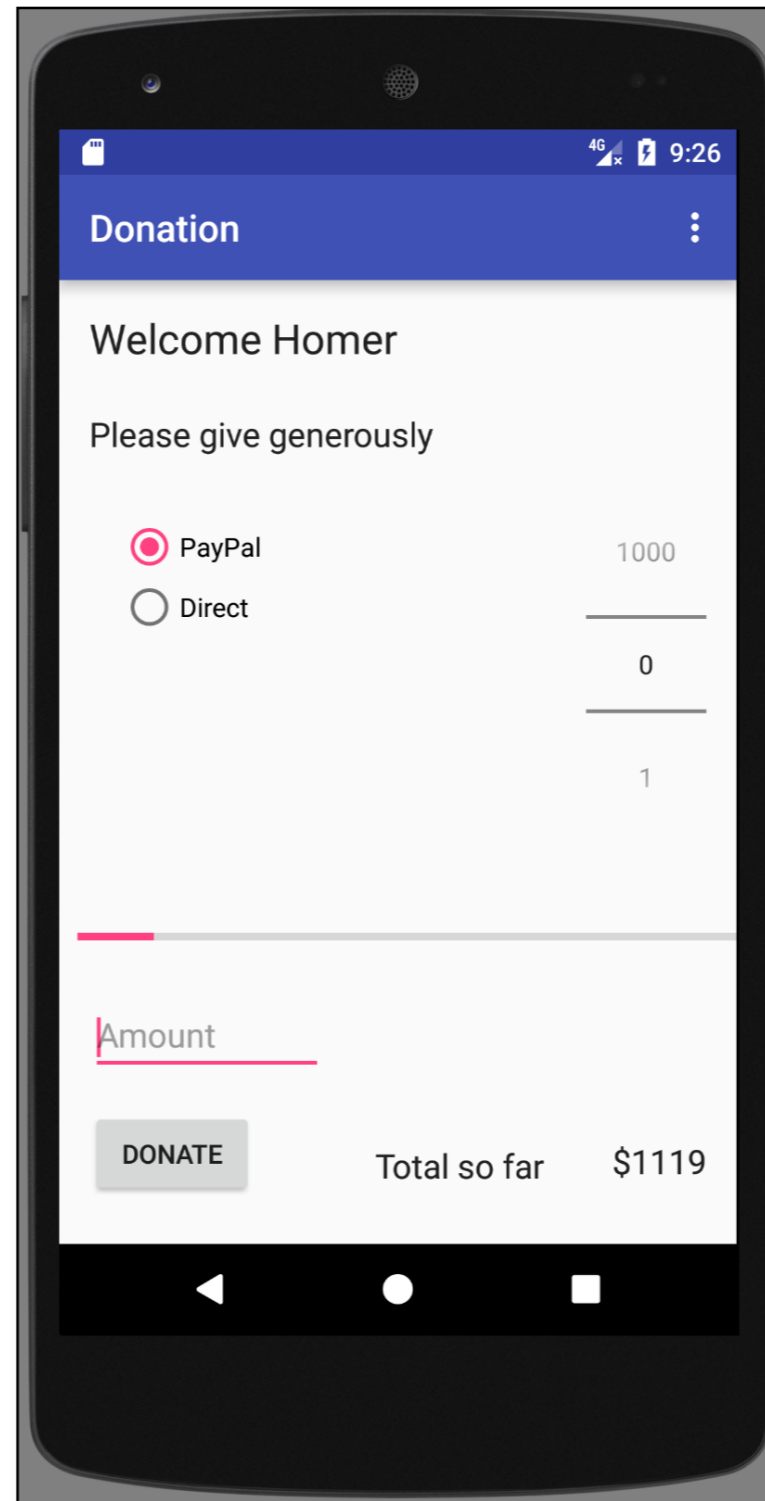 4G 9:26
Donation
Welcome Homer
Please give generously
PayPal
1000
Direct
0
1
Amount
DONATE Total so far $1119